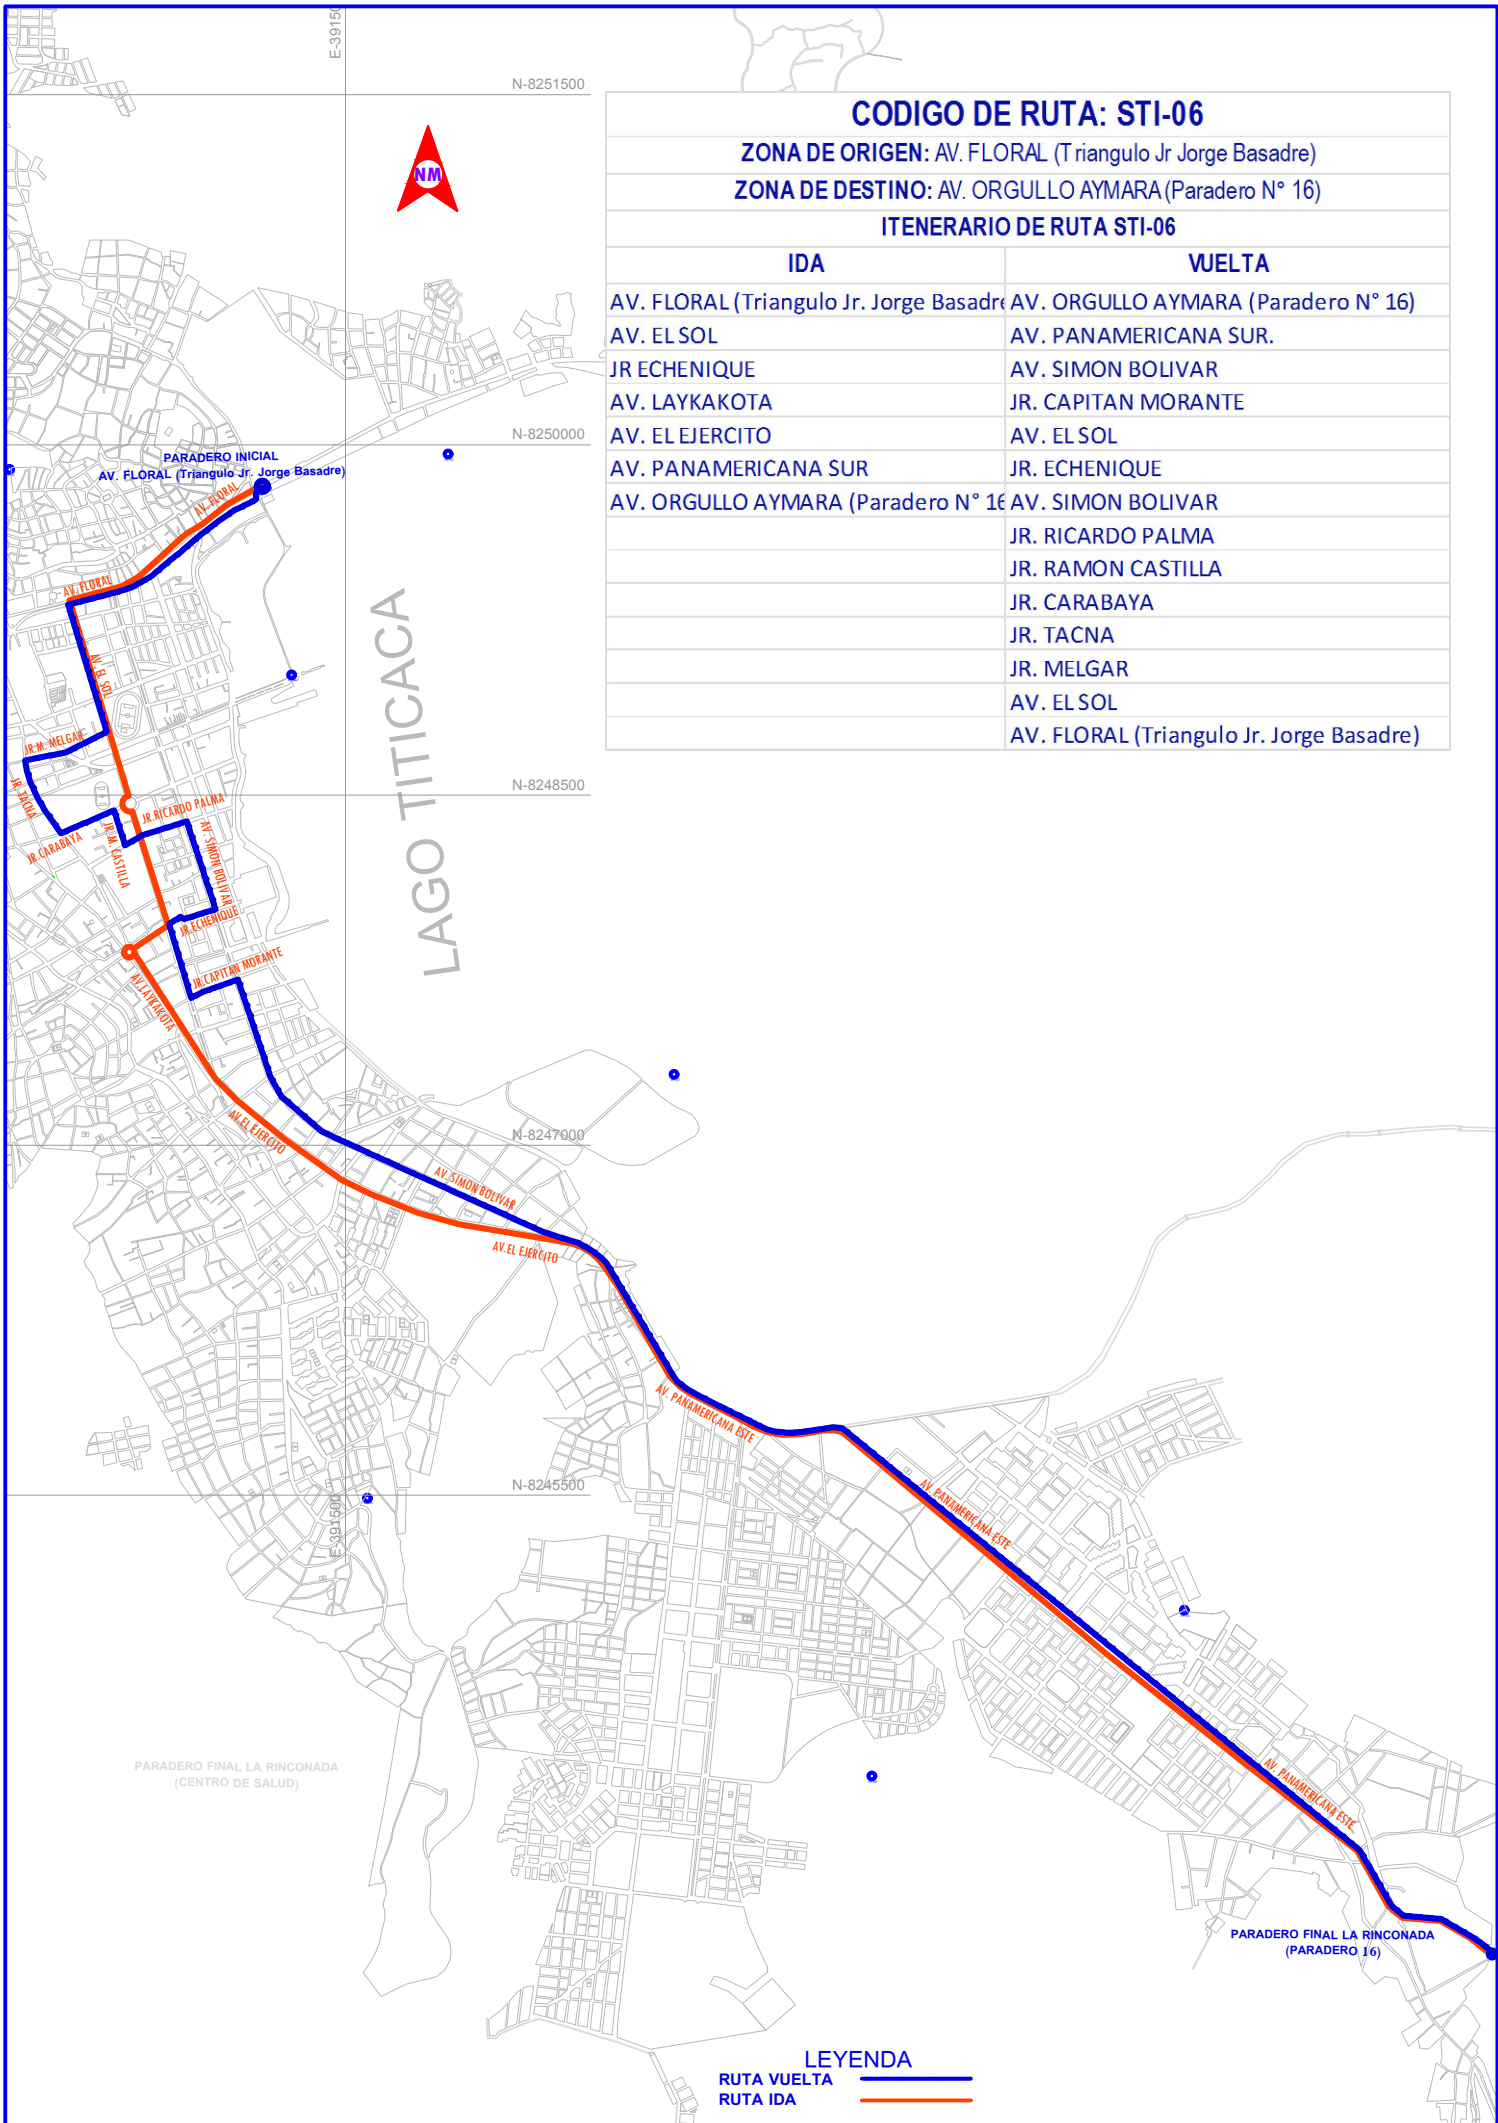 E-39150
N-8251500
CODIGO DE RUTA: STI-06
ZONA DE ORIGEN: AV. FLORAL (Triangulo Jr Jorge Basadre)
ZONA DE DESTINO: AV. ORGULLO AYMARA (Paradero N° 16)
ITENERARIO DE RUTA STI-06
IDA VUELTA
AV. FLORAL (Triangulo Jr. Jorge Basadre AV. ORGULLO AYMARA (Paradero N° 16)
AV. EL SOL AV. PANAMERICANA SUR.
JR ECHENIQUE AV. SIMON BOLIVAR
AV. LAYKAKOTA JR. CAPITAN MORANTE
AV. EL EJERCITO AV. EL SOL
AV. PANAMERICANA SUR JR. ECHENIQUE
AV. ORGULLO AYMARA (Paradero N° 16 AV. SIMON BOLIVAR
JR. RICARDO PALMA
JR. RAMON CASTILLA
JR. CARABAYA
JR. TACNA
JR. MELGAR
AV. EL SOL
AV. FLORAL (Triangulo Jr. Jorge Basadre)
NM
N-8250000
PARADERO INICIAL
AV. FLORAL (Triangulo Jr. Jorge Basadre)
AV. FLORAL
AV. FLORAL
AV. EL SOL
LAGO TITICACA
JR.M. MELGAR
JR. TACNA
N-8248500
JR.RICARDO PALMA
JR.CARABAYA
JR.M. CASTILLA
AV. SIMON BOLIVAR
JR.ECHENIQUE
JR.CAPITAN MORANTE
AV.LAYKAKOTA
AV.EL EJERCITO
N-8247000
AV. SIMON BOLIVAR
AV.EL EJERCITO
AV. PANAMERICANA ESTE
N-8245500
E-391500
AV. PANAMERICANA ESTE
PARADERO FINAL LA RINCONADA
(CENTRO DE SALUD)
AV. PANAMERICANA ESTE
PARADERO FINAL LA RINCONADA
(PARADERO 16)
LEYENDA
RUTA VUELTA
RUTA IDA